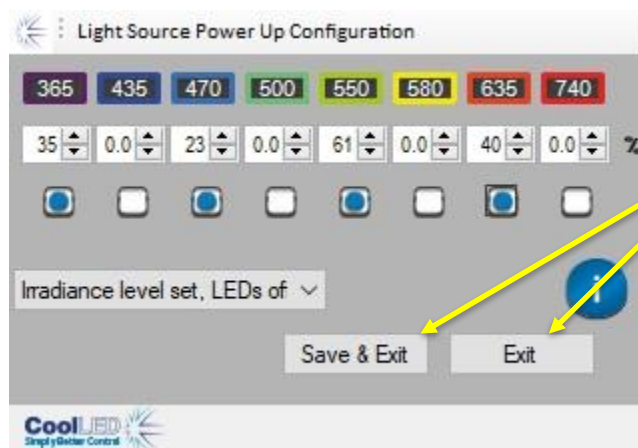 Light Source Power Up Configuration
365 435 470 500 550 580 635 740
35 0.0 23 0.0 61 0.0 40 0.0 %
Irradiance level set, LEDs of
i
Save & Exit Exit
CoolLED
Simply Better Control